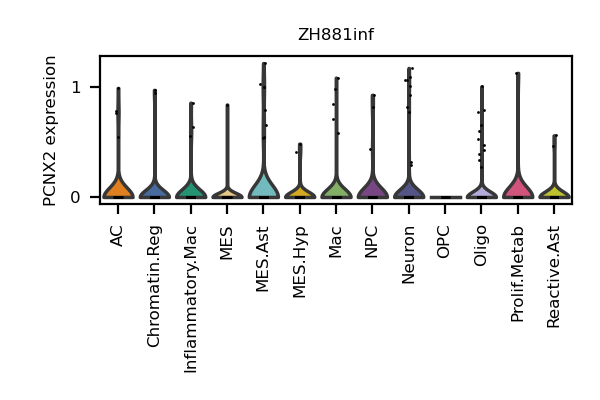 ZH881inf
PCNX2 expression
1
0
AC
Chromatin.Reg
Inflammatory.Mac
MES
MES.Ast
MES.Hyp
Mac
NPC
Neuron
OPC
Oligo
Prolif.Metab
Reactive.Ast